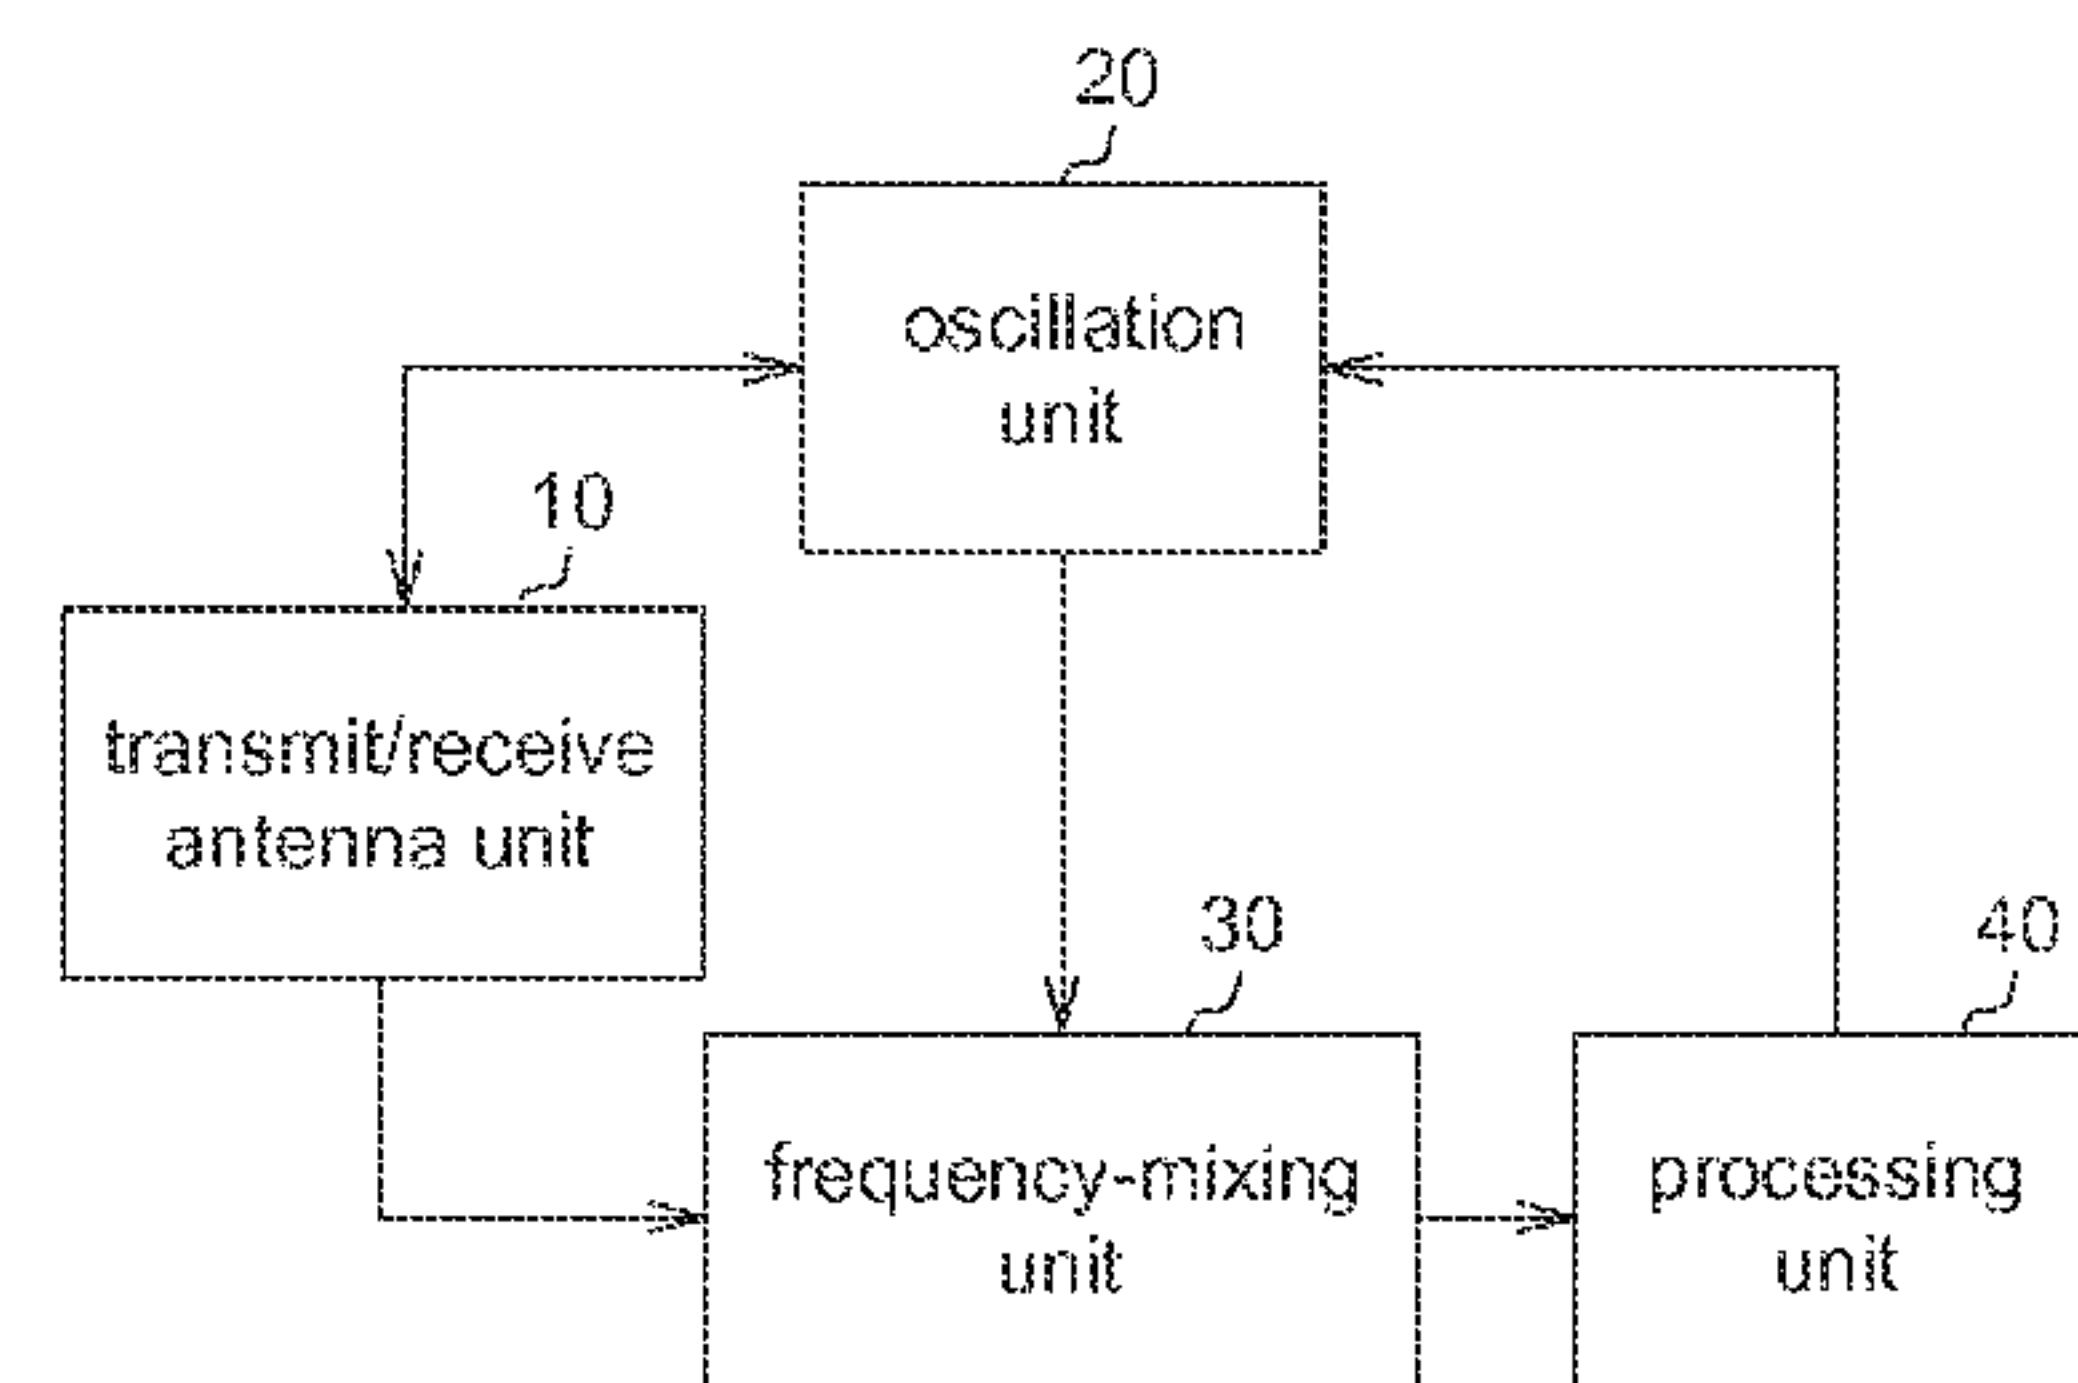 20
oscillation
unit
10
transmit/receive
antenna unit
30
40
frequency-mixing
unit
processing
unit